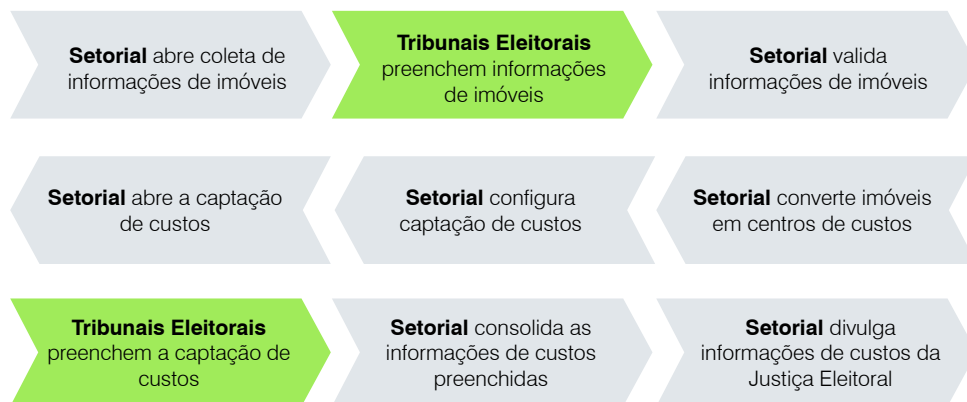 Setorial abre coleta de
informações de imóveis
Tribunais Eleitorais
preenchem informações
de imóveis
Setorial valida
informações de imóveis
Setorial abre a captação
de custos
Setorial configura
captação de custos
Setorial converte imóveis
em centros de custos
Tribunais Eleitorais
preenchem a captação de
custos
Setorial consolida as
informações de custos
preenchidas
Setorial divulga
informações de custos da
Justiça Eleitoral